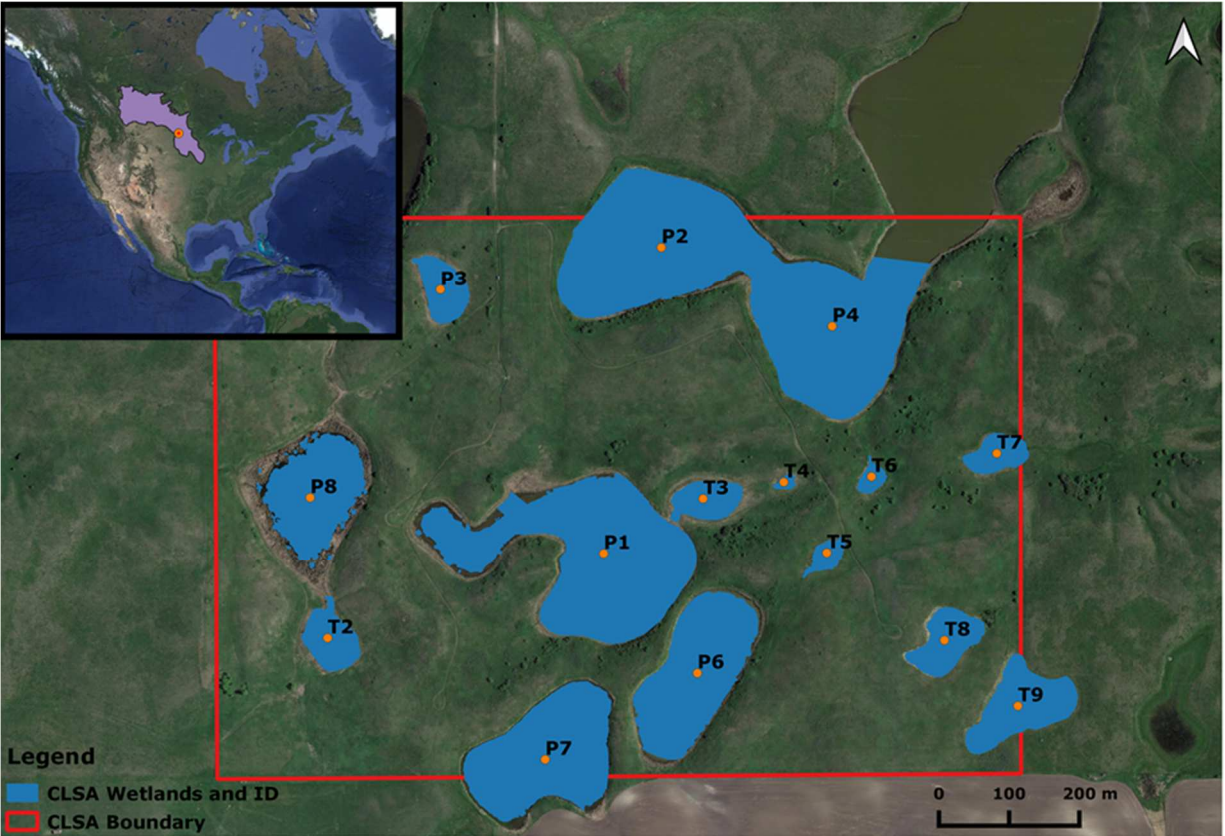 P2
P3
P4
T7
T6
T4
P8
T3
T5
P1
T2
T8
P6
T9
P7
Legend
CLSA Wetlands and ID
CLSA Boundary
0 100 200 m